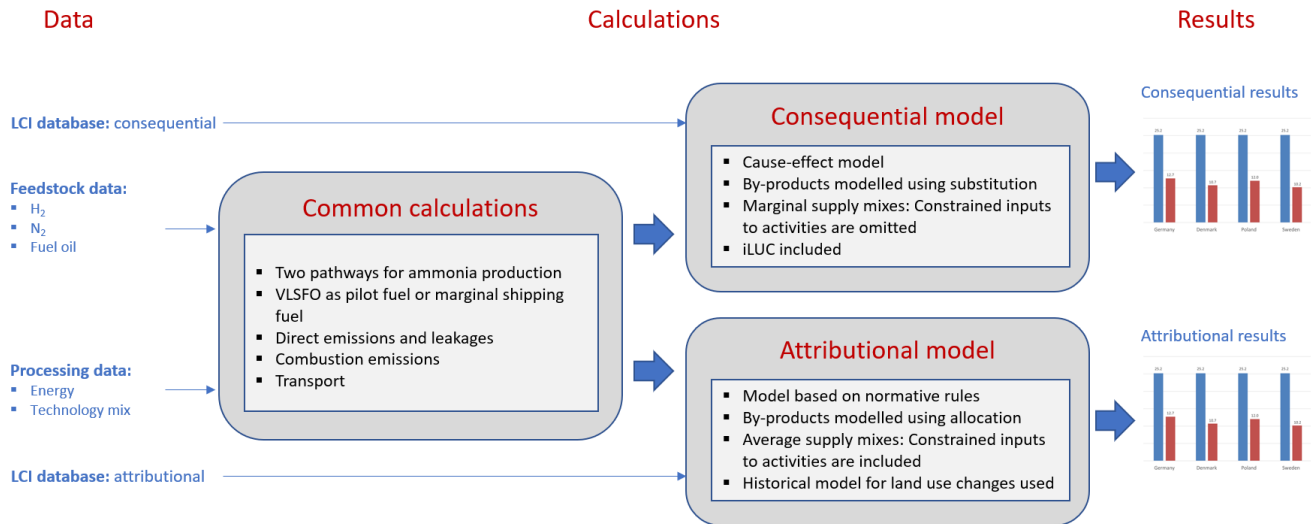 Data
Calculations
Results
LCI database: consequential
Feedstock data:
▪ H₂
▪ N₂
▪ Fuel oil
Processing data:
▪ Energy
▪ Technology mix
LCI database: attributional
Common calculations
▪ Two pathways for ammonia production
▪ VLSFO as pilot fuel or marginal shipping
fuel
▪ Direct emissions and leakages
▪ Combustion emissions
▪ Transport
Consequential model
▪ Cause-effect model
▪ By-products modelled using substitution
▪ Marginal supply mixes: Constrained inputs
to activities are omitted
▪ iLUC included
Attributional model
▪ Model based on normative rules
▪ By-products modelled using allocation
▪ Average supply mixes: Constrained inputs
to activities are included
▪ Historical model for land use changes used
Consequential results
Germany Denmark Poland Sweden
Attributional results
Germany Denmark Poland Sweden